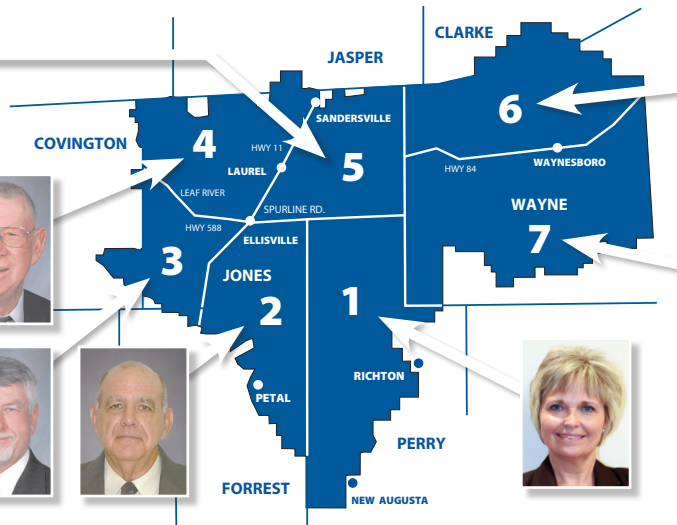 CLARKE
JASPER
6
SANDERSVILLE
COVINGTON
4
HWY 11
5
WAYNESBORO
LAUREL
HWY 84
LEAF RIVER
WAYNE
SPURLINE RD.
HWY 588
7
ELLISVILLE
3
JONES
2
1
RICHTON
PETAL
PERRY
FORREST
NEW AUGUSTA